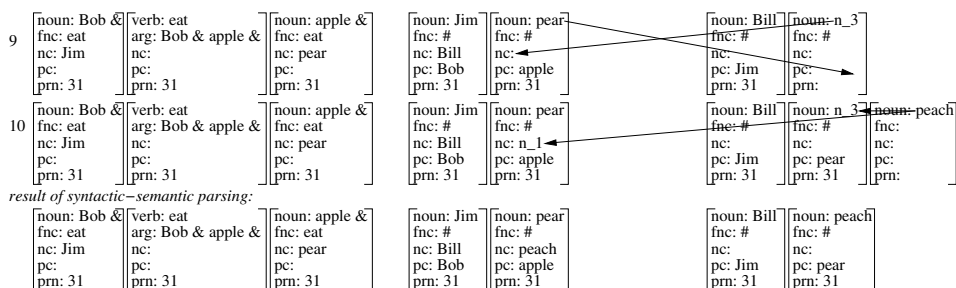 noun: Bob & verb: eat noun: apple & noun: Jim noun: pear noun: Bill noun: n_3
9 fnc: eat arg: Bob & apple & fnc: eat fnc: # fnc: # fnc: # fnc: #
nc: Jim nc: nc: pear nc: Bill nc: nc: nc:
pc: pc: pc: pc: Bob pc: apple pc: Jim pc:
prn: 31 prn: 31 prn: 31 prn: 31 prn: 31 prn: 31 prn:
noun: Bob & verb: eat noun: apple & noun: Jim noun: pear noun: Bill noun: n_3 noun: peach
10 fnc: eat arg: Bob & apple & fnc: eat fnc: # fnc: # fnc: # fnc: # fnc:
nc: Jim nc: nc: pear nc: Bill nc: n_1 nc: nc: nc:
pc: pc: pc: pc: Bob pc: apple pc: Jim pc: pear pc:
prn: 31 prn: 31 prn: 31 prn: 31 prn: 31 prn: 31 prn: 31 prn:
result of syntactic−semantic parsing:
noun: Bob & verb: eat noun: apple & noun: Jim noun: pear noun: Bill noun: peach
fnc: eat arg: Bob & apple & fnc: eat fnc: # fnc: # fnc: # fnc: #
nc: Jim nc: nc: pear nc: Bill nc: peach nc: nc:
pc: pc: pc: pc: Bob pc: apple pc: Jim pc: pear
prn: 31 prn: 31 prn: 31 prn: 31 prn: 31 prn: 31 prn: 31